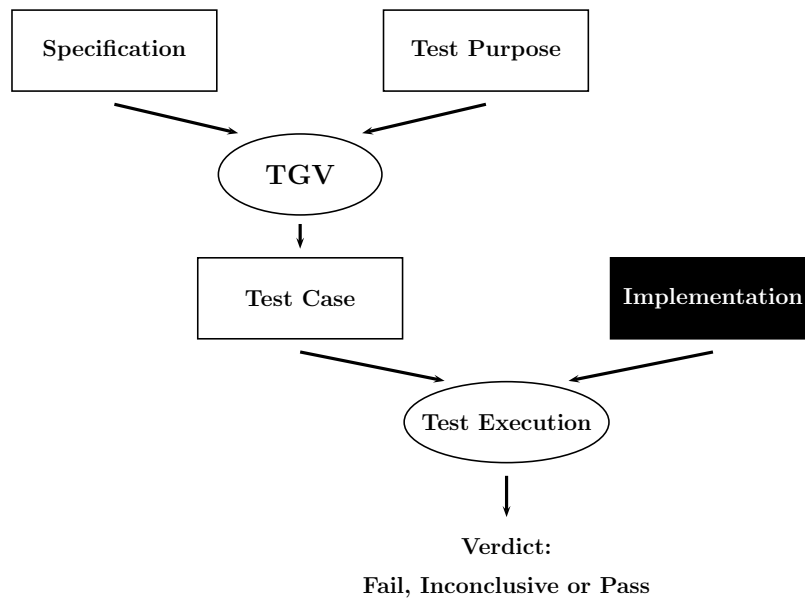 Specification
Test Purpose
TGV
Test Case
Implementation
Test Execution
Verdict:
Fail, Inconclusive or Pass